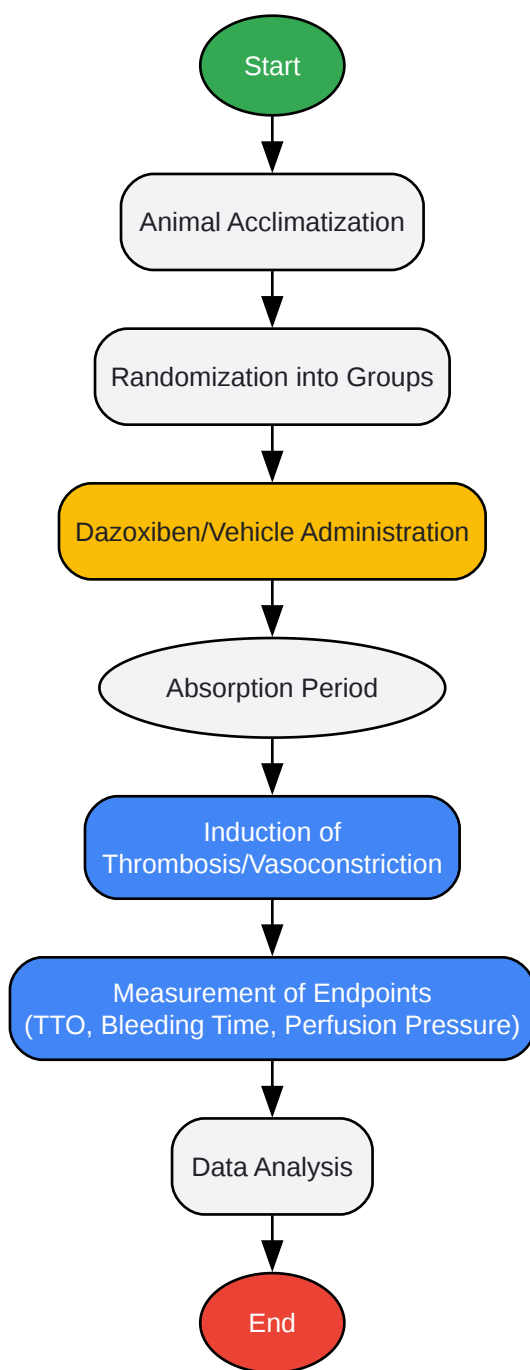 Start
Animal Acclimatization
Randomization into Groups
Dazoxiben/Vehicle Administration
Absorption Period
Induction of
Thrombosis/Vasoconstriction
Measurement of Endpoints
(TTO, Bleeding Time, Perfusion Pressure)
Data Analysis
End